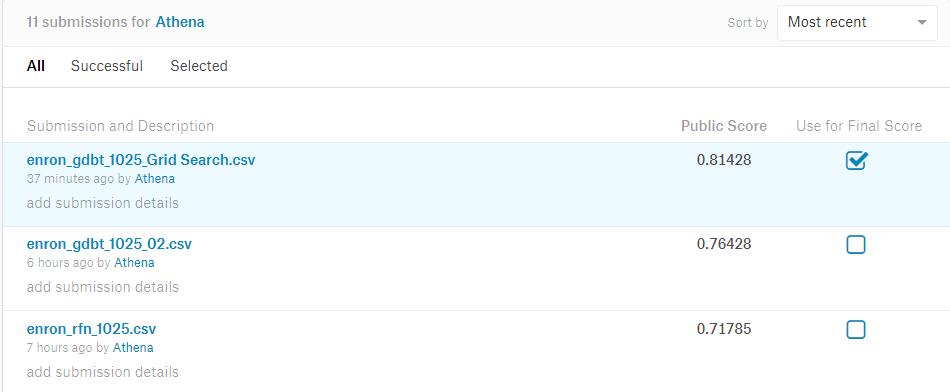 11 submissions for Athena
Sort by Most recent
All Successful Selected
Submission and Description Public Score Use for Final Score
enron_gdbt_1025_Grid Search.csv 0.81428
37 minutes ago by Athena
add submission details
enron_gdbt_1025_02.csv 0.76428
6 hours ago by Athena
add submission details
enron_rfn_1025.csv 0.71785
7 hours ago by Athena
add submission details